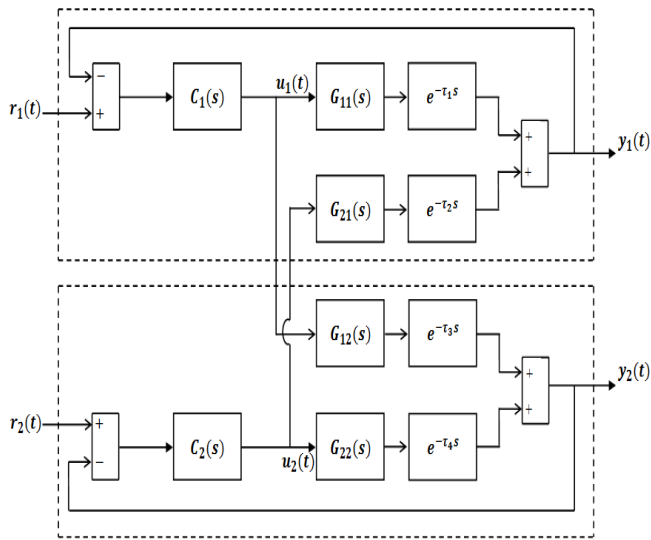 −
r₁(t)
+
C₁(s)
u₁(t)
G₁₁(s)
e^{-τ₁s}
+
+
y₁(t)
G₂₁(s)
e^{-τ₂s}
G₁₂(s)
e^{-τ₃s}
+
+
y₂(t)
r₂(t)
+
−
C₂(s)
u₂(t)
G₂₂(s)
e^{-τ₄s}